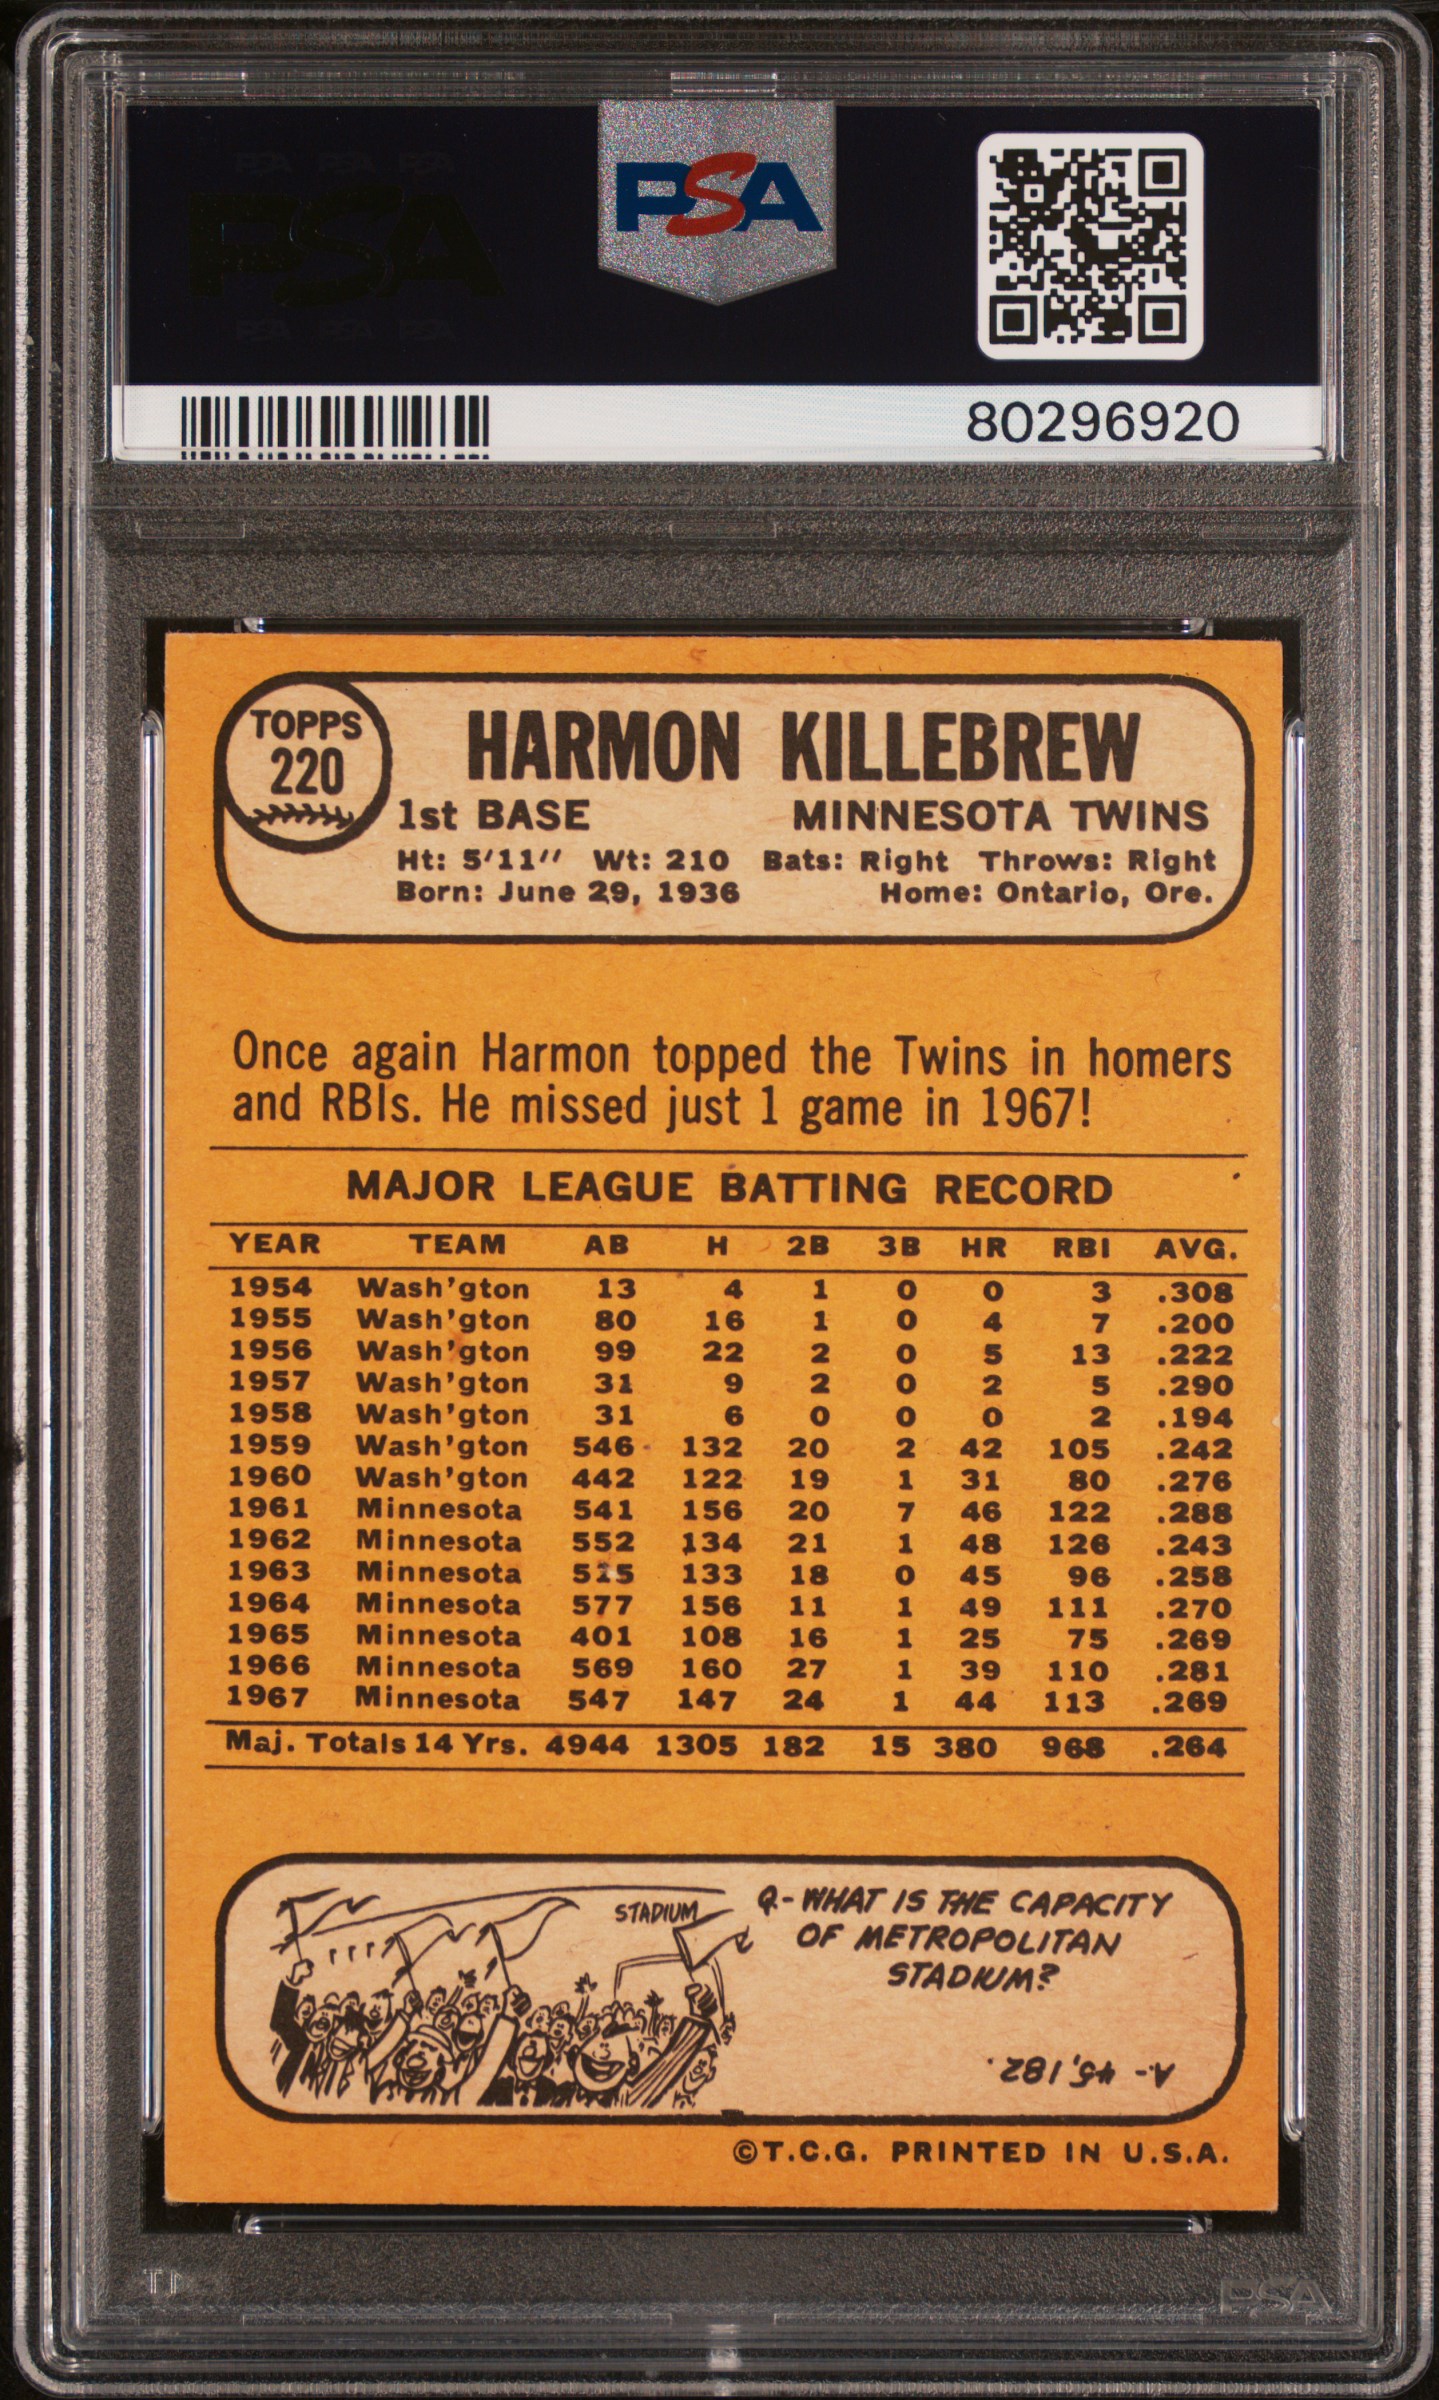 PSA
80296920
TOPPS
220
HARMON KILLEBREW
1st BASE MINNESOTA TWINS
Ht: 5'11" Wt: 210 Bats: Right Throws: Right
Born: June 29, 1936 Home: Ontario, Ore.
Once again Harmon topped the Twins in homers
and RBIs. He missed just 1 game in 1967!
MAJOR LEAGUE BATTING RECORD
YEAR TEAM AB H 2B 3B HR RBI AVG.
1954 Wash'gton 13 4 1 0 0 3 .308
1955 Wash'gton 80 16 1 0 4 7 .200
1956 Wash'gton 99 22 2 0 5 13 .222
1957 Wash'gton 31 9 2 0 2 5 .290
1958 Wash'gton 31 6 0 0 0 2 .194
1959 Wash'gton 546 132 20 2 42 105 .242
1960 Wash'gton 442 122 19 1 31 80 .276
1961 Minnesota 541 156 20 7 46 122 .288
1962 Minnesota 552 134 21 1 48 126 .243
1963 Minnesota 515 133 18 0 45 96 .258
1964 Minnesota 577 156 11 1 49 111 .270
1965 Minnesota 401 108 16 1 25 75 .269
1966 Minnesota 569 160 27 1 39 110 .281
1967 Minnesota 547 147 24 1 44 113 .269
Maj. Totals 14 Yrs. 4944 1305 182 15 380 968 .264
STADIUM
Q-WHAT IS THE CAPACITY
OF METROPOLITAN
STADIUM?
A- 45,182.
©T.C.G. PRINTED IN U.S.A.
PSA